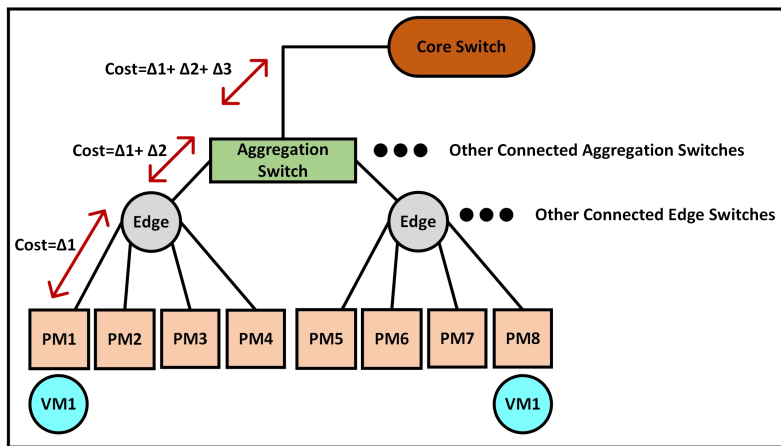 Core Switch
Cost=Δ1+ Δ2+ Δ3
Cost=Δ1+ Δ2
Aggregation
Switch
Other Connected Aggregation Switches
Edge
Edge
Other Connected Edge Switches
Cost=Δ1
PM1
PM2
PM3
PM4
PM5
PM6
PM7
PM8
VM1
VM1